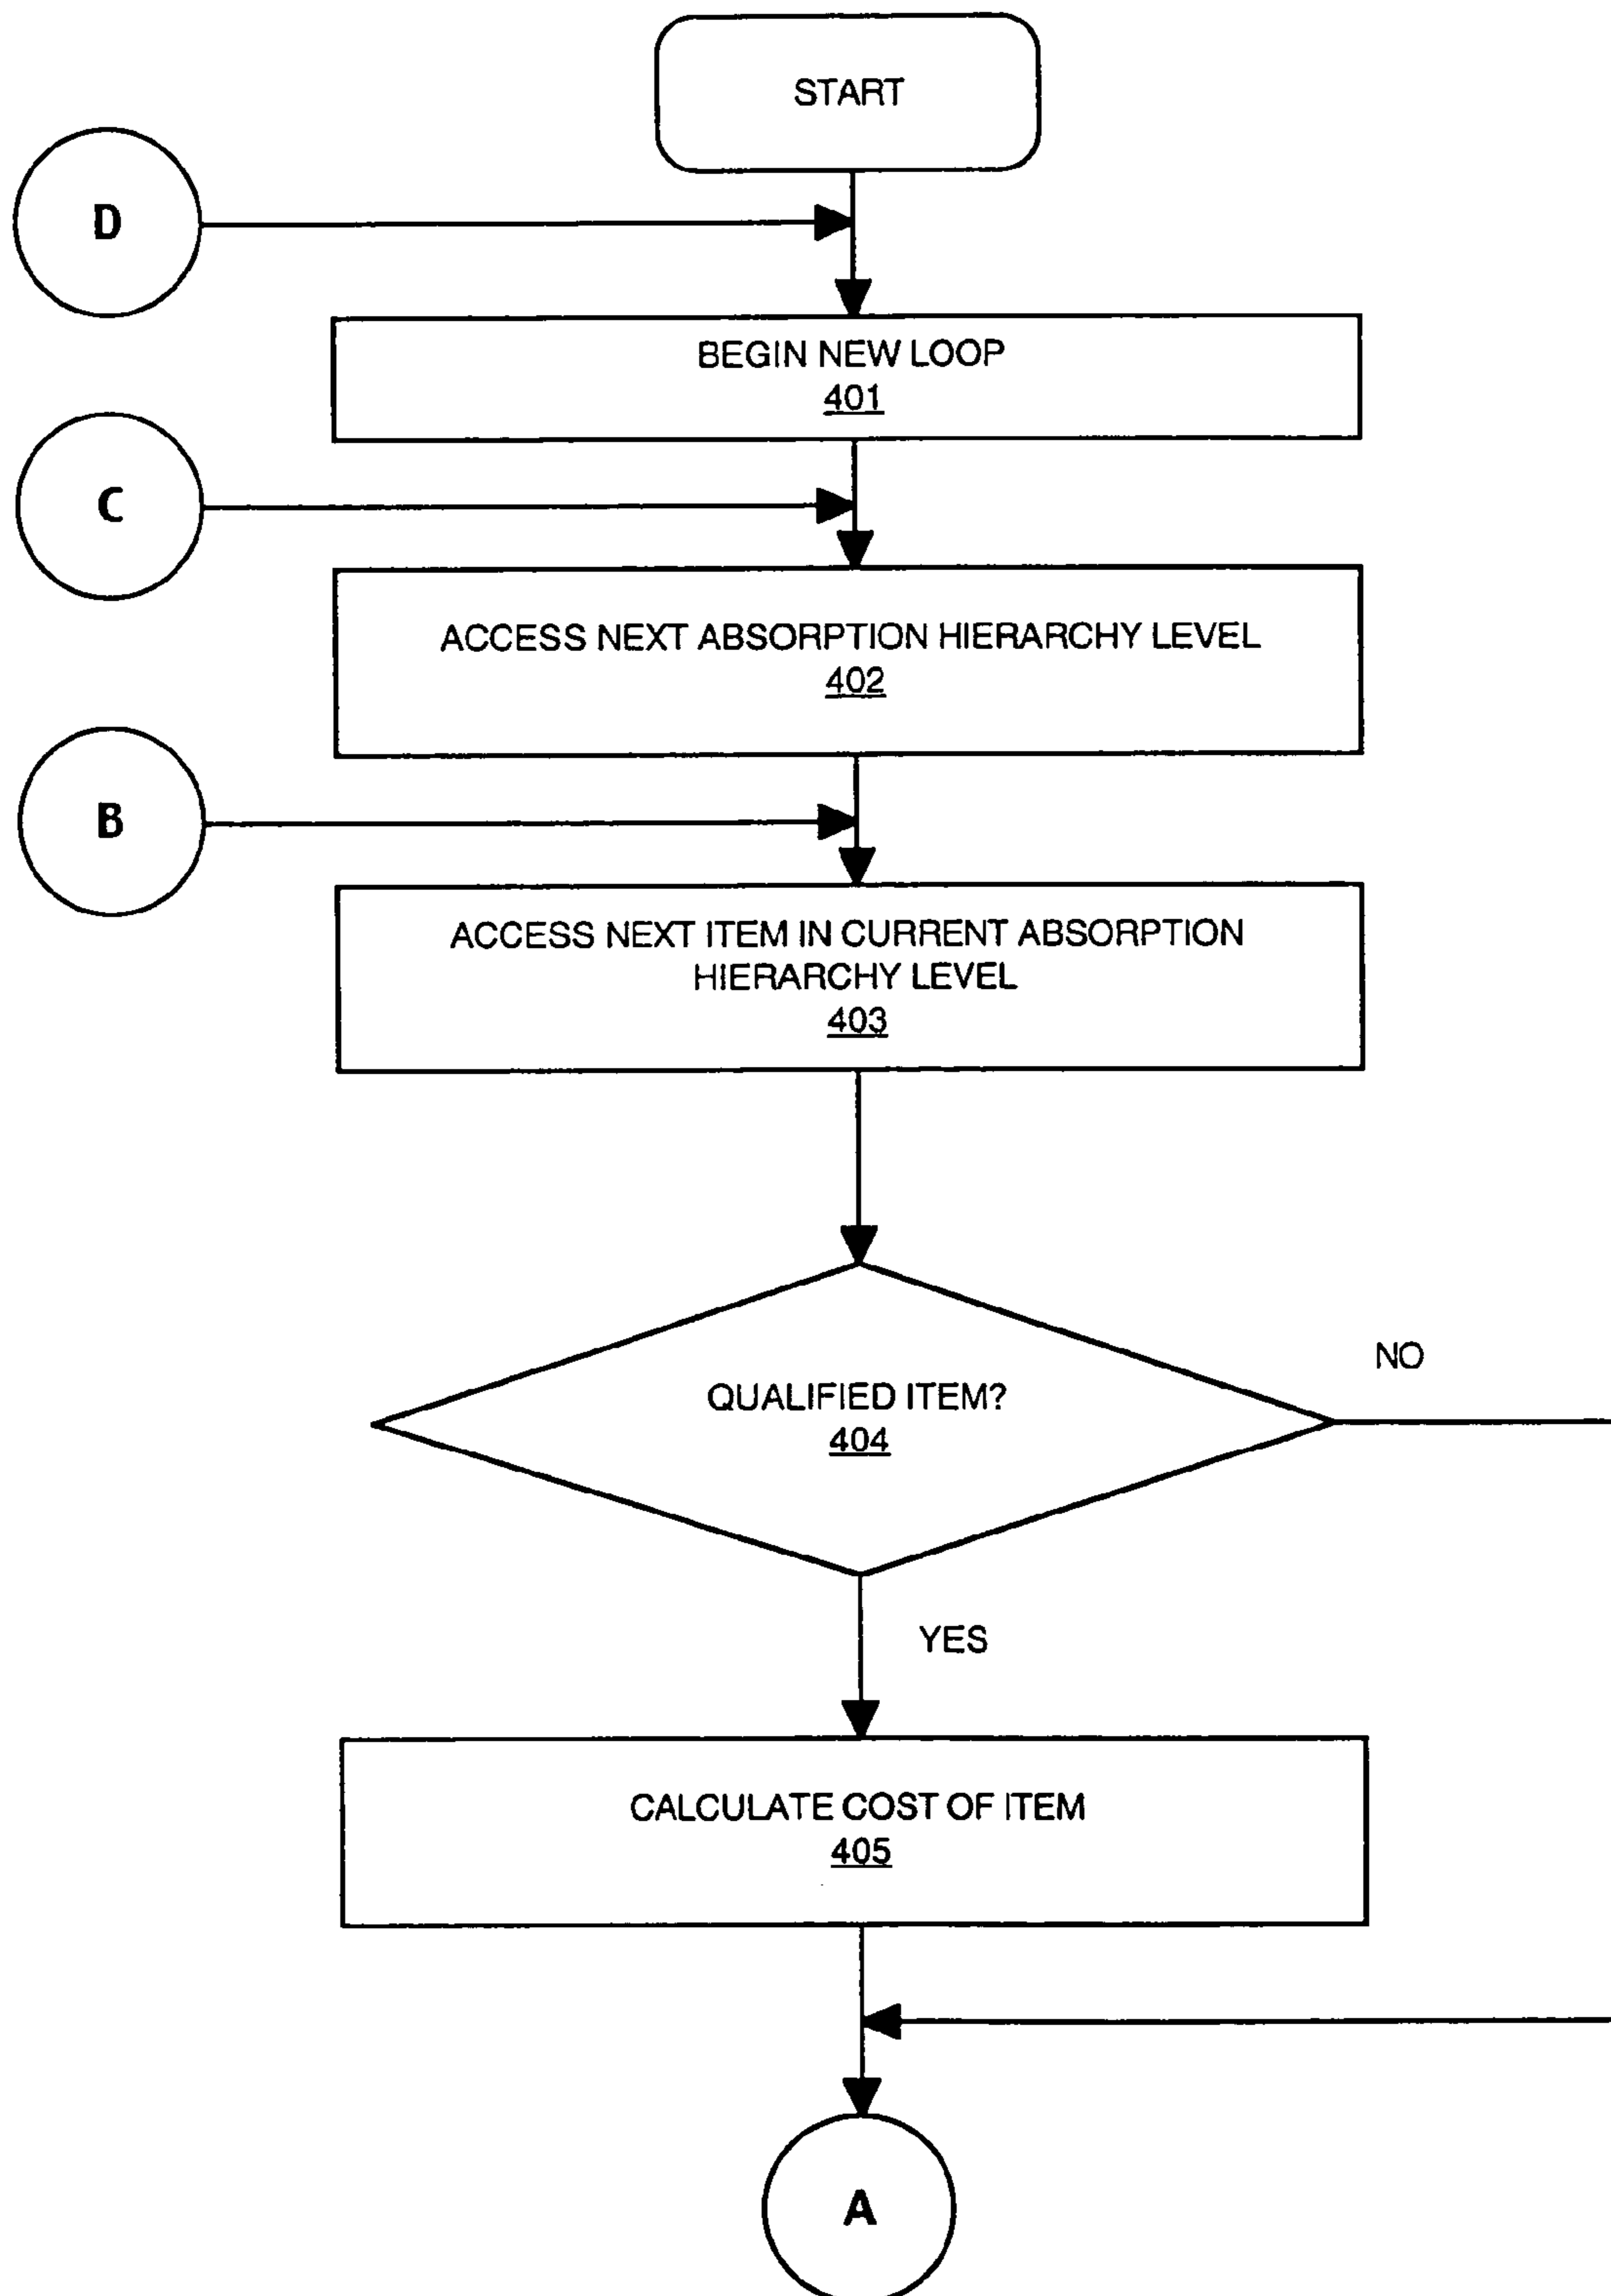 START
D
BEGIN NEW LOOP
401
C
ACCESS NEXT ABSORPTION HIERARCHY LEVEL
402
B
ACCESS NEXT ITEM IN CURRENT ABSORPTION
HIERARCHY LEVEL
403
NO
QUALIFIED ITEM?
404
YES
CALCULATE COST OF ITEM
405
A